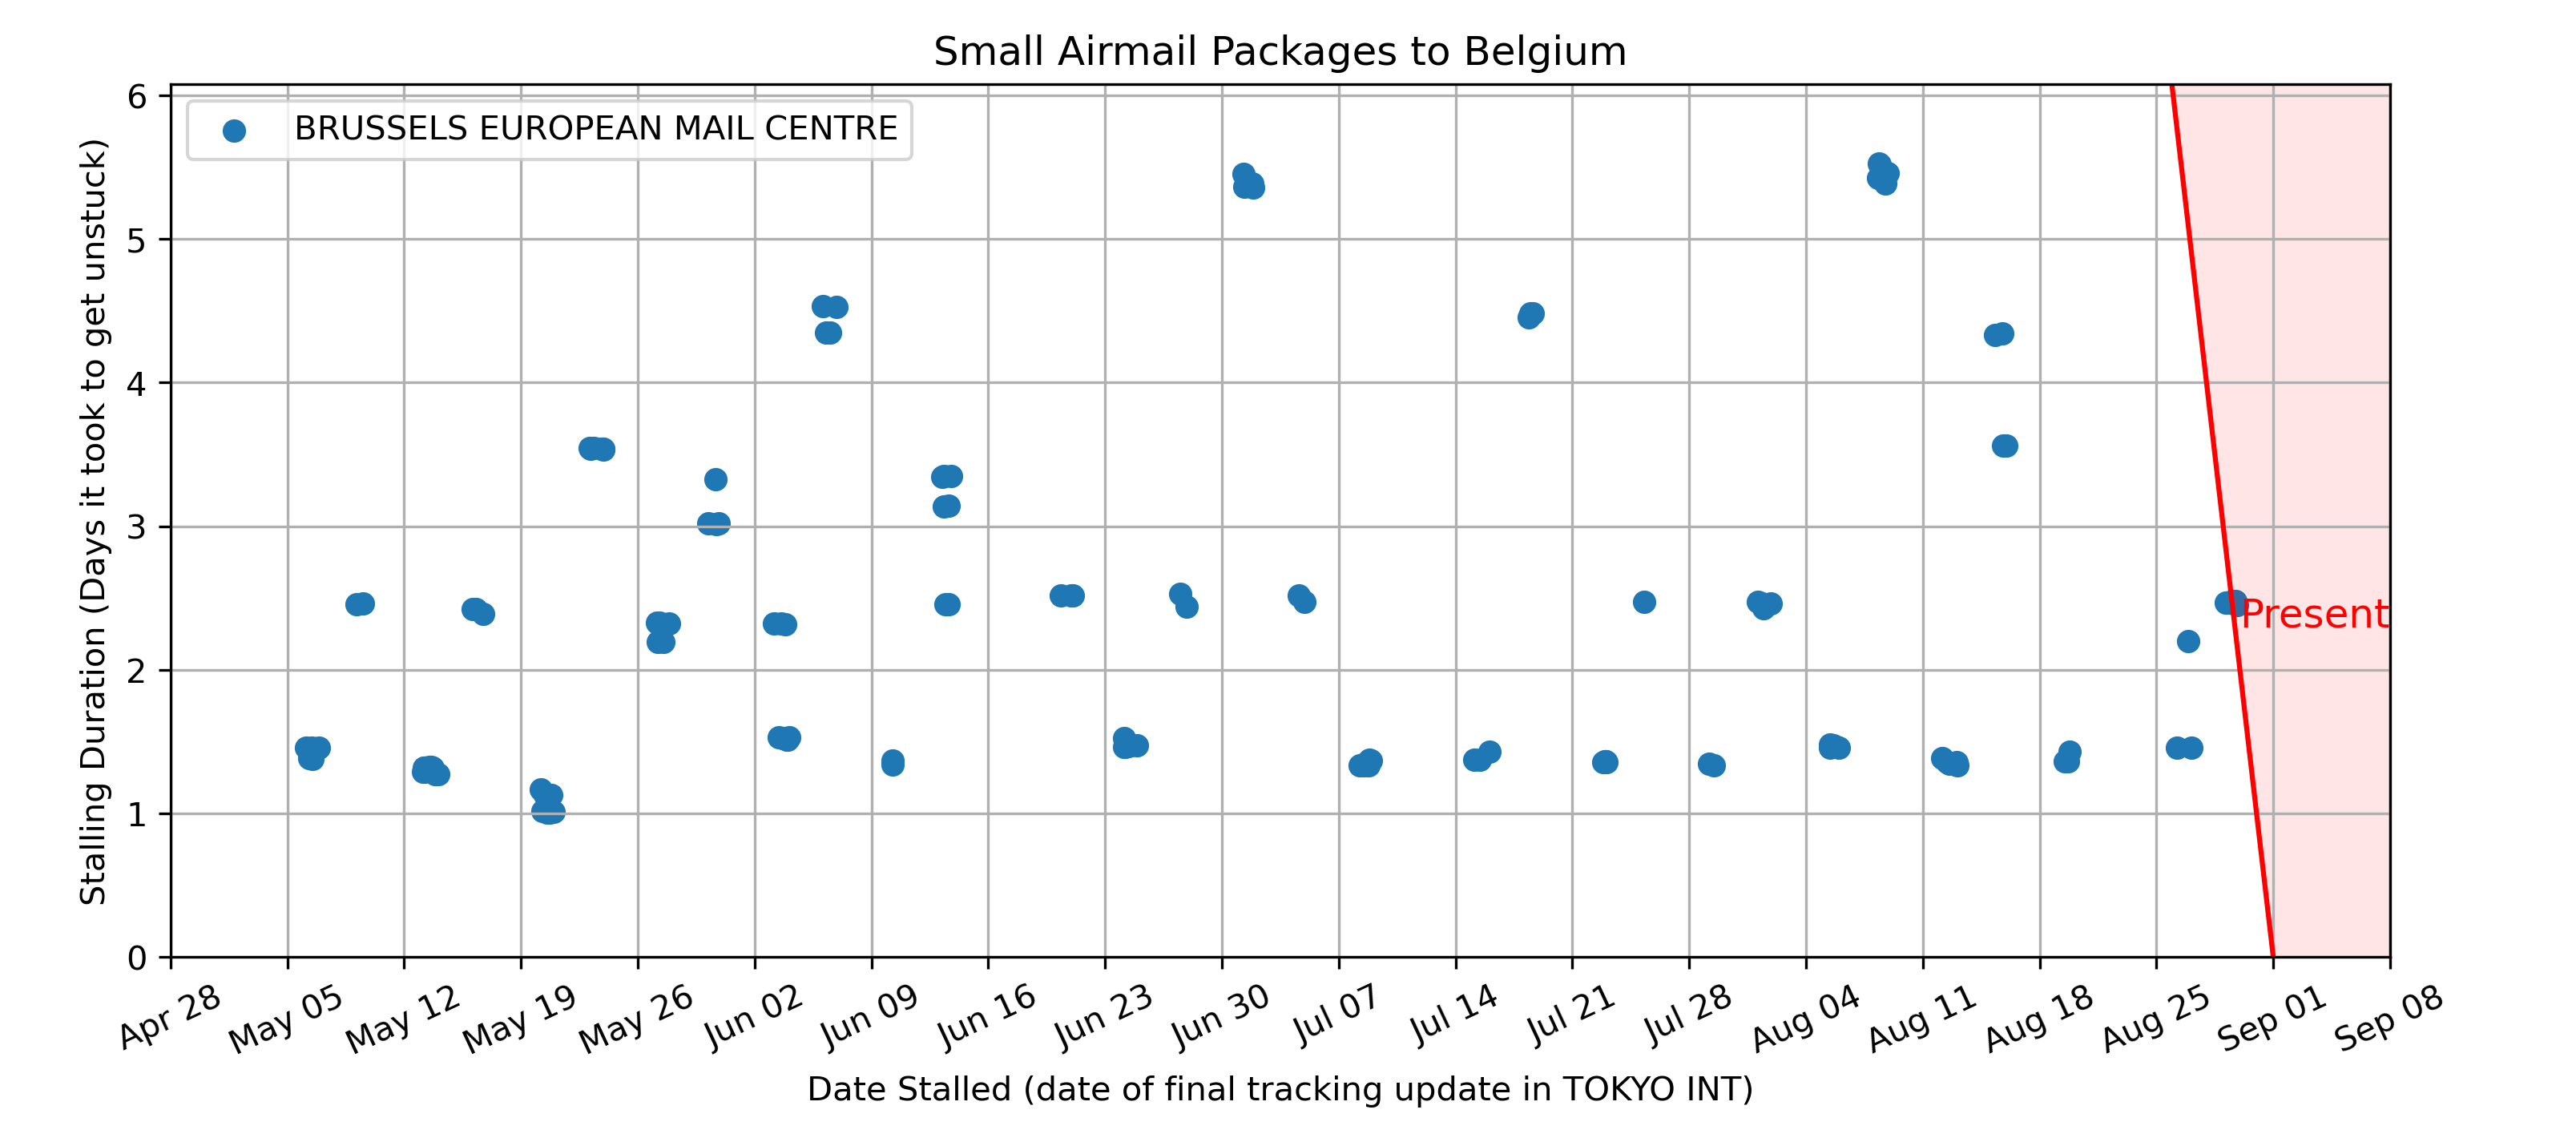 Small Airmail Packages to Belgium
BRUSSELS EUROPEAN MAIL CENTRE
Stalling Duration (Days it took to get unstuck)
6
5
4
3
2
1
0
Present
Apr 28
May 05
May 12
May 19
May 26
Jun 02
Jun 09
Jun 16
Jun 23
Jun 30
Jul 07
Jul 14
Jul 21
Jul 28
Aug 04
Aug 11
Aug 18
Aug 25
Sep 01
Sep 08
Date Stalled (date of final tracking update in TOKYO INT)